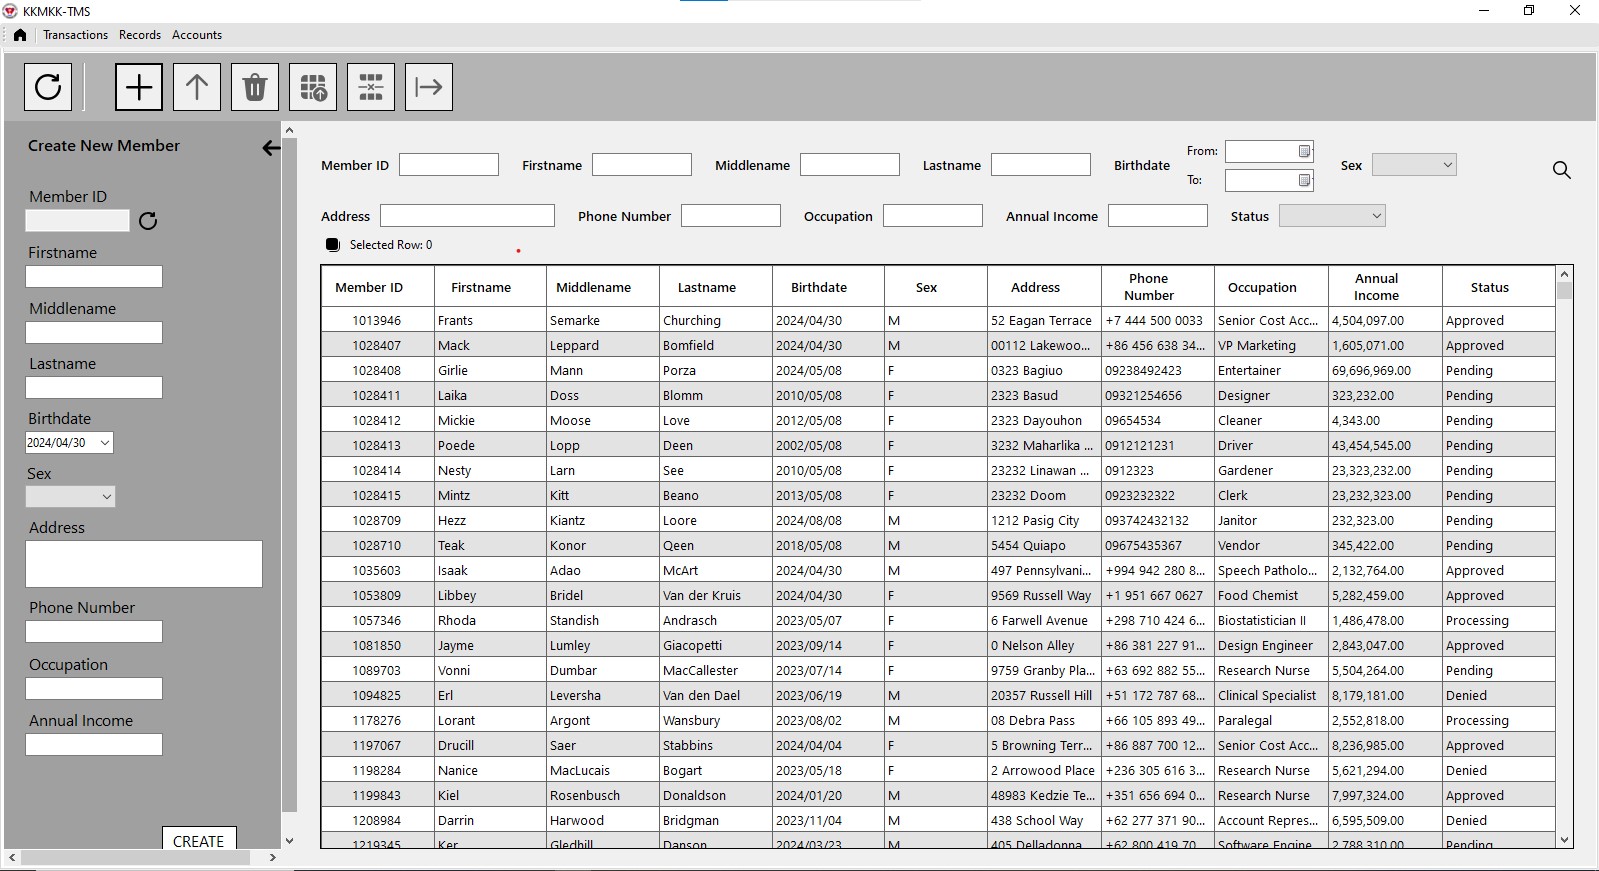 KKMKK-TMS
Transactions Records Accounts
Create New Member
Member ID
Firstname
Middlename
Lastname
Birthdate
2024/04/30
Sex
Address
Phone Number
Occupation
Annual Income
CREATE
Member ID Firstname Middlename Lastname Birthdate From: To: Sex
Address Phone Number Occupation Annual Income Status
Selected Row: 0
Member ID Firstname Middlename Lastname Birthdate Sex Address Phone Number Occupation Annual Income Status
1013946 Frants Semarke Churching 2024/04/30 M 52 Eagan Terrace +7 444 500 0033 Senior Cost Acc... 4,504,097.00 Approved
1028407 Mack Leppard Bomfield 2024/04/30 M 00112 Lakewoo... +86 456 638 34... VP Marketing 1,605,071.00 Approved
1028408 Girlie Mann Porza 2024/05/08 F 0323 Bagiuo 09238492423 Entertainer 69,696,969.00 Pending
1028411 Laika Doss Blomm 2010/05/08 F 2323 Basud 09321254656 Designer 323,232.00 Pending
1028412 Mickie Moose Love 2012/05/08 F 2323 Dayouhon 09654534 Cleaner 4,343.00 Pending
1028413 Poede Lopp Deen 2002/05/08 F 3232 Maharlika ... 0912121231 Driver 43,454,545.00 Pending
1028414 Nesty Larn See 2010/05/08 F 23232 Linawan ... 0912323 Gardener 23,323,232.00 Pending
1028415 Mintz Kitt Beano 2013/05/08 F 23232 Doom 0923232322 Clerk 23,232,323.00 Pending
1028709 Hezz Kiantz Loore 2024/08/08 M 1212 Pasig City 093742432132 Janitor 232,323.00 Pending
1028710 Teak Konor Qeen 2018/05/08 M 5454 Quiapo 09675435367 Vendor 345,422.00 Pending
1035603 Isaak Adao McArt 2024/04/30 M 497 Pennsylvani... +994 942 280 8... Speech Patholo... 2,132,764.00 Approved
1053809 Libbey Bridel Van der Kruis 2024/04/30 F 9569 Russell Way +1 951 667 0627 Food Chemist 5,282,459.00 Approved
1057346 Rhoda Standish Andrasch 2023/05/07 F 6 Farwell Avenue +298 710 424 6... Biostatistician II 1,486,478.00 Processing
1081850 Jayme Lumley Giacopetti 2023/09/14 F 0 Nelson Alley +86 381 227 91... Design Engineer 2,843,047.00 Approved
1089703 Vonni Dumbar MacCallester 2023/07/14 F 9759 Granby Pla... +63 692 882 55... Research Nurse 5,504,264.00 Pending
1094825 Erl Leversha Van den Dael 2023/06/19 M 20357 Russell Hill +51 172 787 68... Clinical Specialist 8,179,181.00 Denied
1178276 Lorant Argont Wansbury 2023/08/02 M 08 Debra Pass +66 105 893 49... Paralegal 2,552,818.00 Processing
1197067 Drucill Saer Stabbins 2024/04/04 F 5 Browning Terr... +86 887 700 12... Senior Cost Acc... 8,236,985.00 Approved
1198284 Nanice MacLucais Bogart 2023/05/18 F 2 Arrowood Place +236 305 616 3... Research Nurse 5,621,294.00 Denied
1199843 Kiel Rosenbusch Donaldson 2024/01/20 M 48983 Kedzie Te... +351 656 694 0... Research Nurse 7,997,324.00 Approved
1208984 Darrin Harwood Bridgman 2023/11/04 M 438 School Way +62 277 371 90... Account Repres... 6,595,509.00 Denied
1219345 Ker Gledhill Danson 2024/03/23 M 405 Delladonna +62 800 419 70 Software Engine 2,788,310.00 Pending